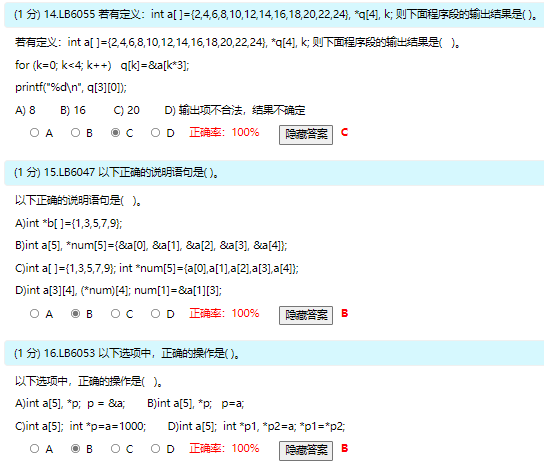 (1 分) 14.LB6055 若有定义：int a[ ]={2,4,6,8,10,12,14,16,18,20,22,24}, *q[4], k; 则下面程序段的输出结果是( )。
若有定义：int a[ ]={2,4,6,8,10,12,14,16,18,20,22,24}, *q[4], k; 则下面程序段的输出结果是( )。
for (k=0; k<4; k++) q[k]=&a[k*3];
printf("%d\n", q[3][0]);
A) 8 B) 16 C) 20 D) 输出项不合法，结果不确定
A B C D 正确率：100% 隐藏答案 C
(1 分) 15.LB6047 以下正确的说明语句是( )。
以下正确的说明语句是( )。
A)int *b[ ]={1,3,5,7,9};
B)int a[5], *num[5]={&a[0], &a[1], &a[2], &a[3], &a[4]};
C)int a[ ]={1,3,5,7,9}; int *num[5]={a[0],a[1],a[2],a[3],a[4]};
D)int a[3][4], (*num)[4]; num[1]=&a[1][3];
A B C D 正确率：100% 隐藏答案 B
(1 分) 16.LB6053 以下选项中，正确的操作是( )。
以下选项中，正确的操作是( )。
A)int a[5], *p; p = &a; B)int a[5], *p; p=a;
C)int a[5]; int *p=a=1000; D)int a[5]; int *p1, *p2=a; *p1=*p2;
A B C D 正确率：100% 隐藏答案 B